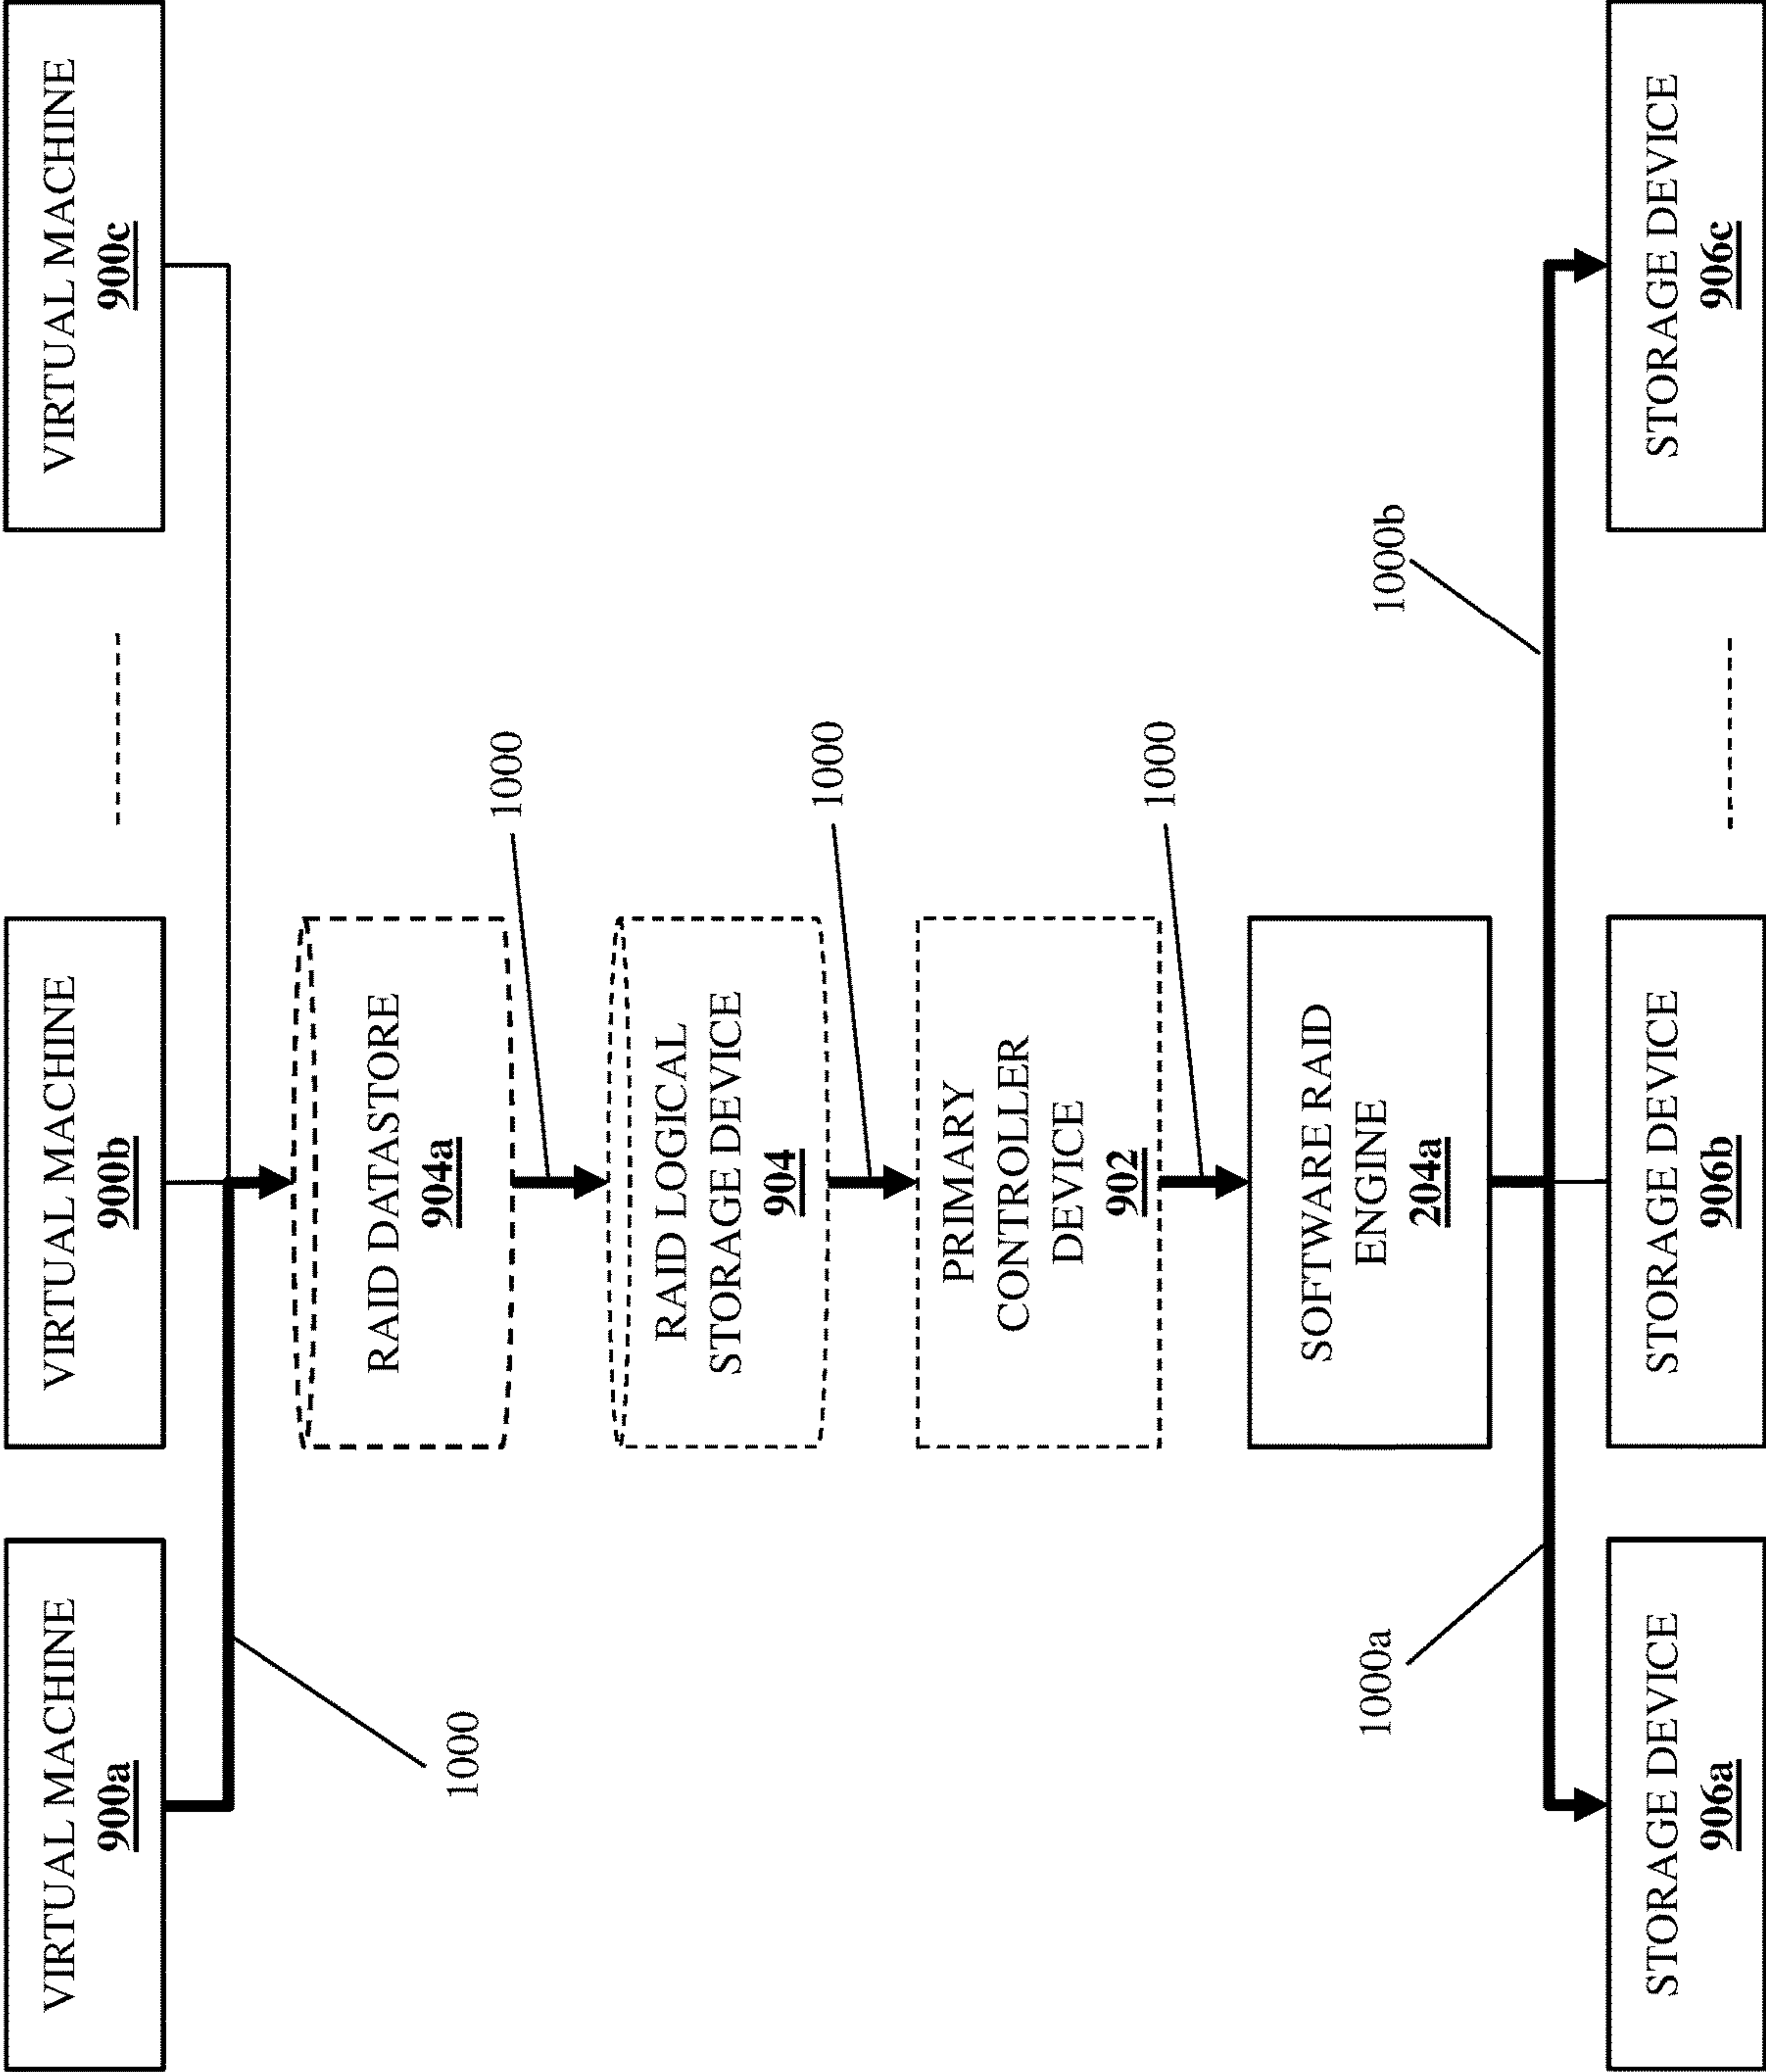 VIRTUAL MACHINE
900a
VIRTUAL MACHINE
900b
VIRTUAL MACHINE
900c
1000
RAID DATASTORE
904a
1000
RAID LOGICAL
STORAGE DEVICE
904
1000
PRIMARY
CONTROLLER
DEVICE
902
1000
SOFTWARE RAID
ENGINE
204a
1000a
1000b
STORAGE DEVICE
906a
STORAGE DEVICE
906b
STORAGE DEVICE
906c